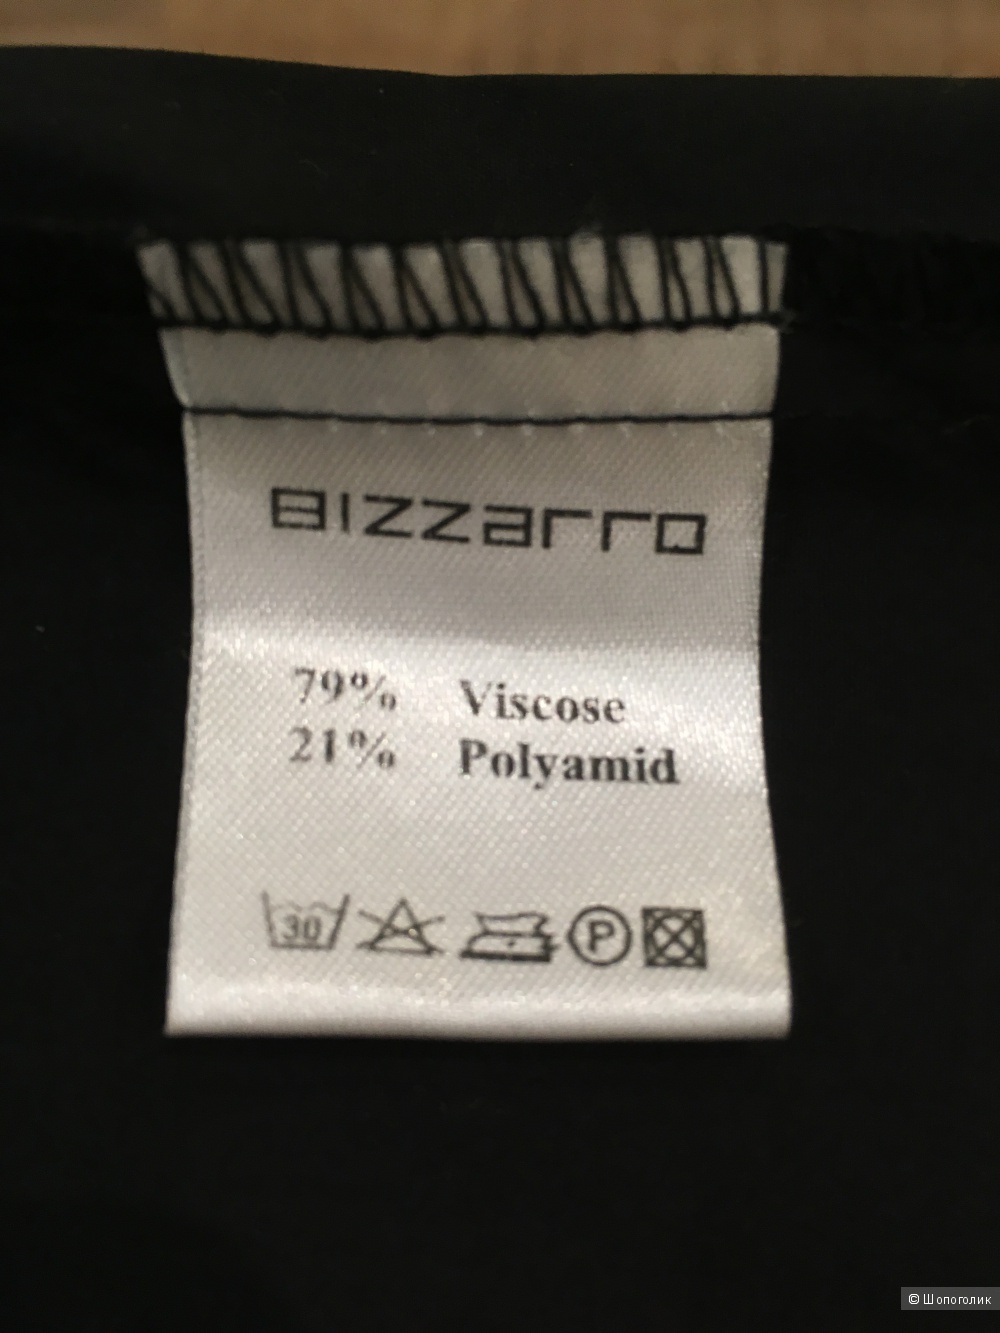 BIZZarro
79% Viscose
21% Polyamid
30 P
© Шопоголик